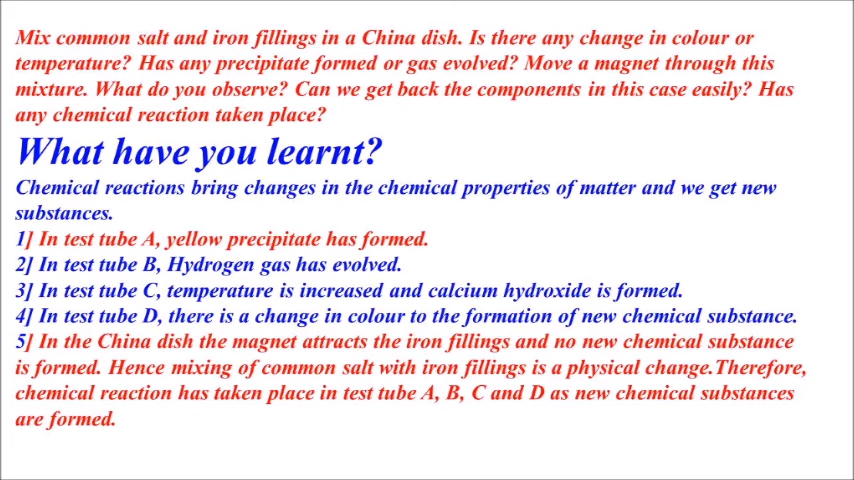 Mix common salt and iron fillings in a China dish. Is there any change in colour or
temperature? Has any precipitate formed or gas evolved? Move a magnet through this
mixture. What do you observe? Can we get back the components in this case easily? Has
any chemical reaction taken place?
What have you learnt?
Chemical reactions bring changes in the chemical properties of matter and we get new
substances.
1] In test tube A, yellow precipitate has formed.
2] In test tube B, Hydrogen gas has evolved.
3] In test tube C, temperature is increased and calcium hydroxide is formed.
4] In test tube D, there is a change in colour to the formation of new chemical substance.
5] In the China dish the magnet attracts the iron fillings and no new chemical substance
is formed. Hence mixing of common salt with iron fillings is a physical change.Therefore,
chemical reaction has taken place in test tube A, B, C and D as new chemical substances
are formed.